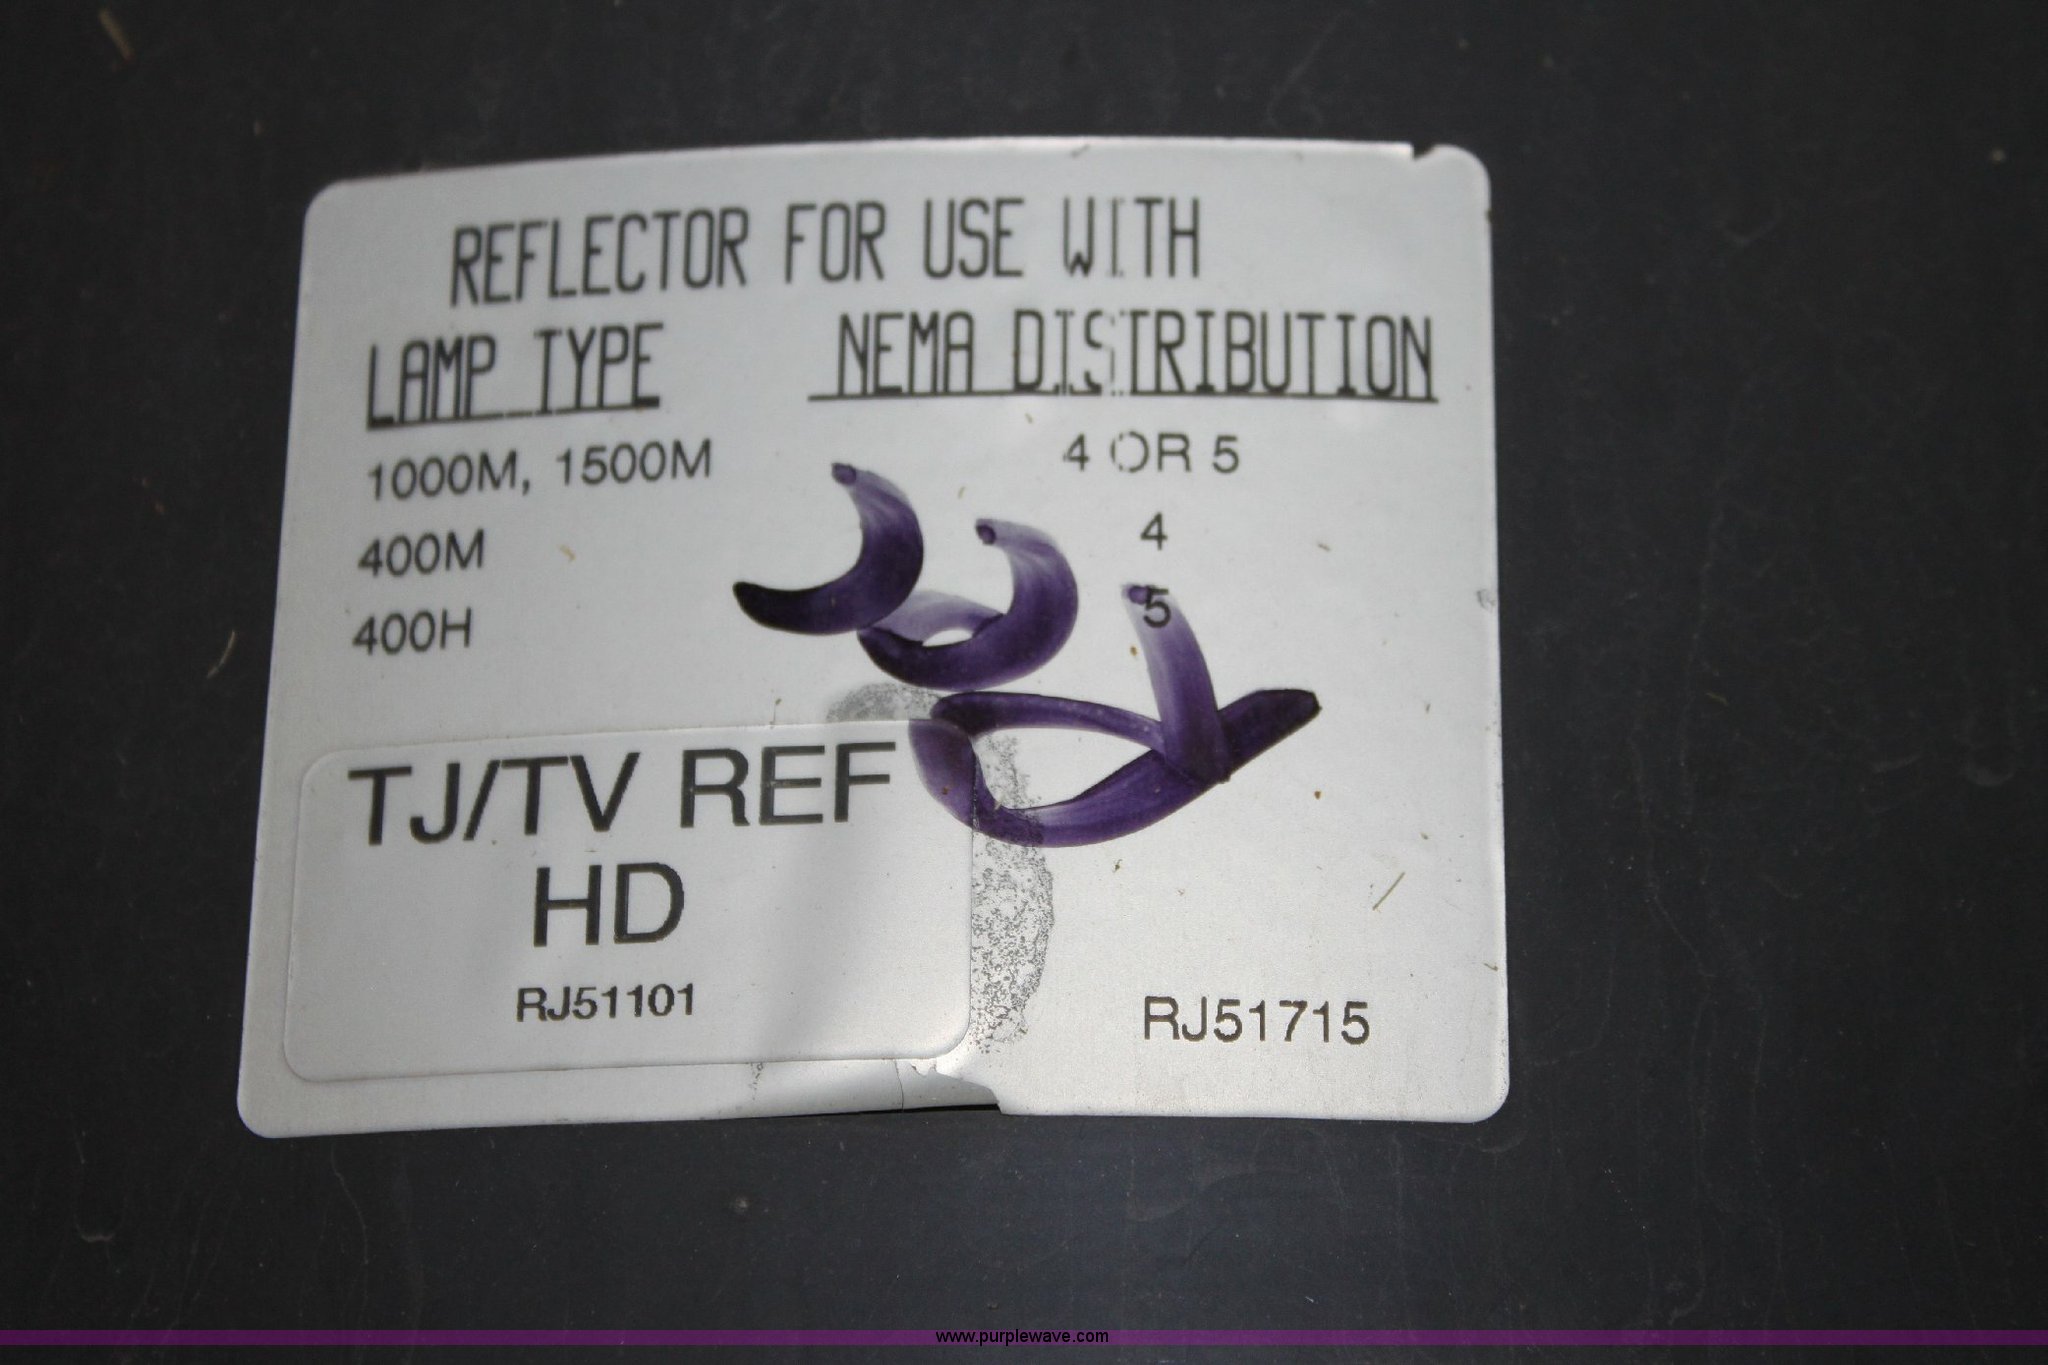 REFLECTOR FOR USE WITH
LAMP TYPE NEMA DISTRIBUTION
1000M, 1500M 4 OR 5
400M 4
400H 5
TJ/TV REF
HD
RJ51101
RJ51715
www.purplewave.com